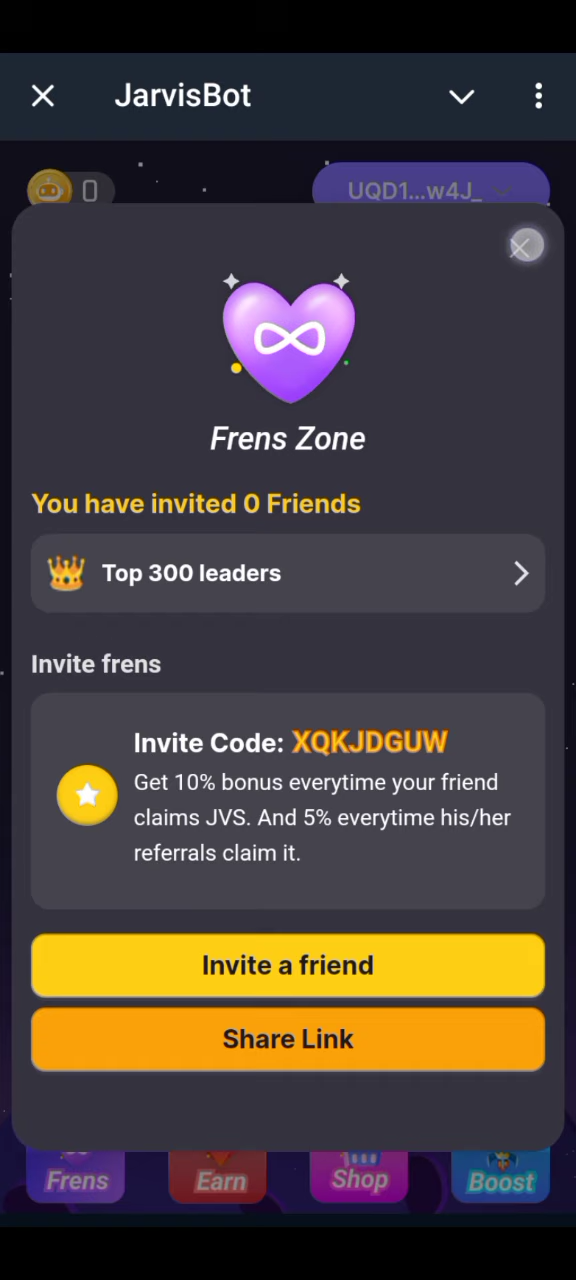 JarvisBot
0
UQD1...w4J_
Frens Zone
You have invited 0 Friends
Top 300 leaders
Invite frens
Invite Code: XQKJDGUW
Get 10% bonus everytime your friend
claims JVS. And 5% everytime his/her
referrals claim it.
Invite a friend
Share Link
Frens
Earn
Shop
Boost